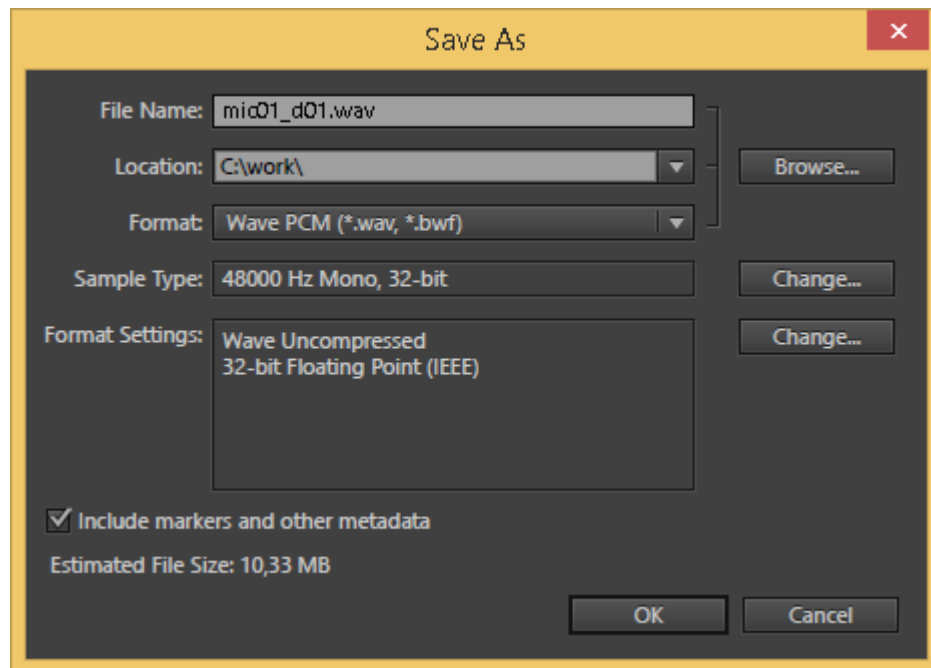 Save As
File Name: mic01_d01.wav
Location: C:\work\ Browse...
Format: Wave PCM (*.wav, *.bwf)
Sample Type: 48000 Hz Mono, 32-bit Change...
Format Settings: Wave Uncompressed Change...
32-bit Floating Point (IEEE)
Include markers and other metadata
Estimated File Size: 10,33 MB
OK Cancel